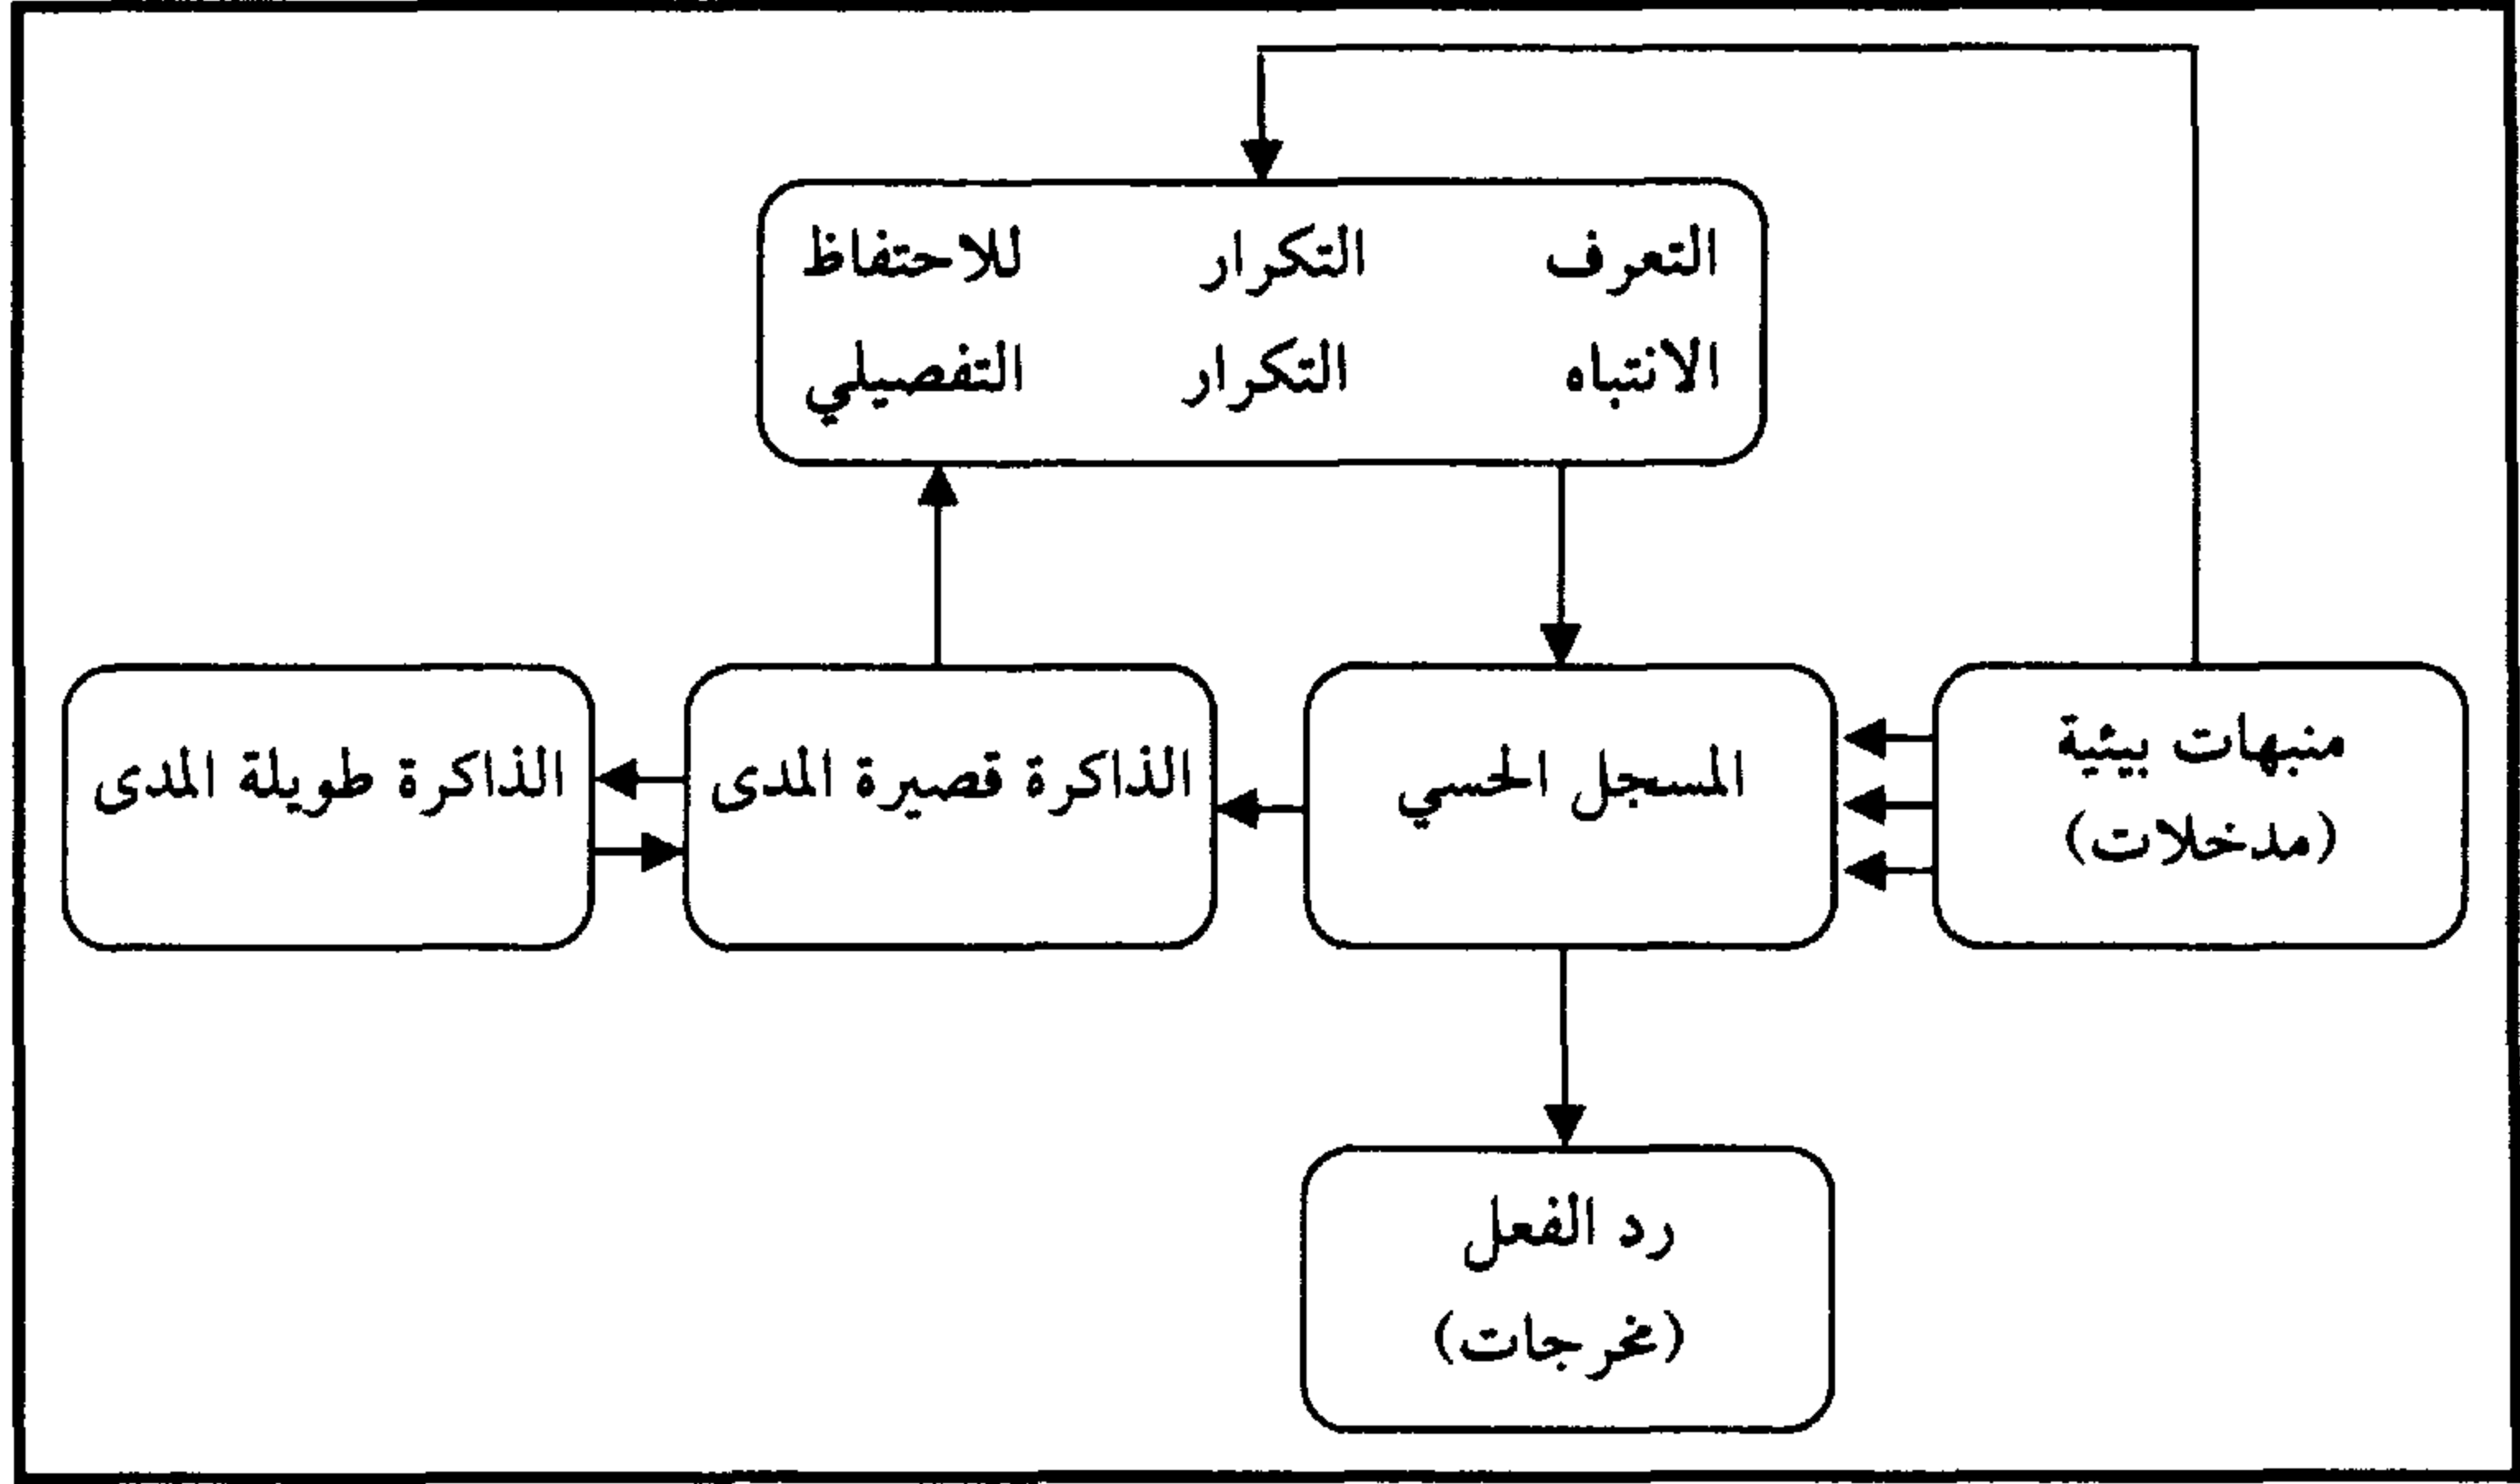 التعرف التكرار للاحتفاظ
الانتباه التكرار التفصيلي
منبهات بيئية
(مدخلات)
المسجل الحسي
الذاكرة قصيرة المدى
الذاكرة طويلة المدى
رد الفعل
(مخرجات)